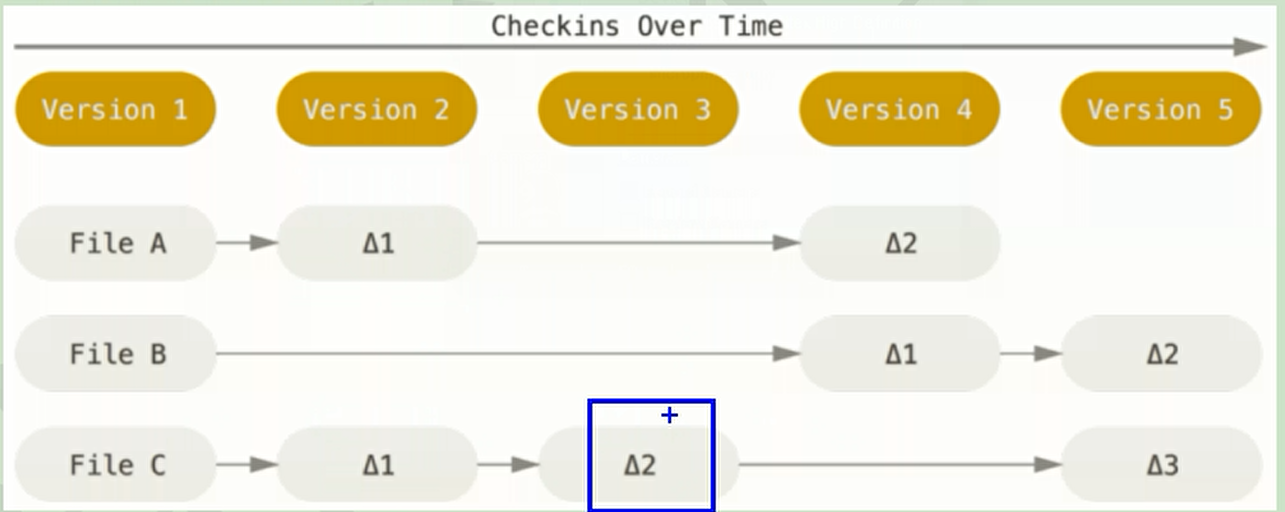 Checkins Over Time
Version 1 Version 2 Version 3 Version 4 Version 5
File A Δ1 Δ2
File B Δ1 Δ2
File C Δ1 Δ2 Δ3